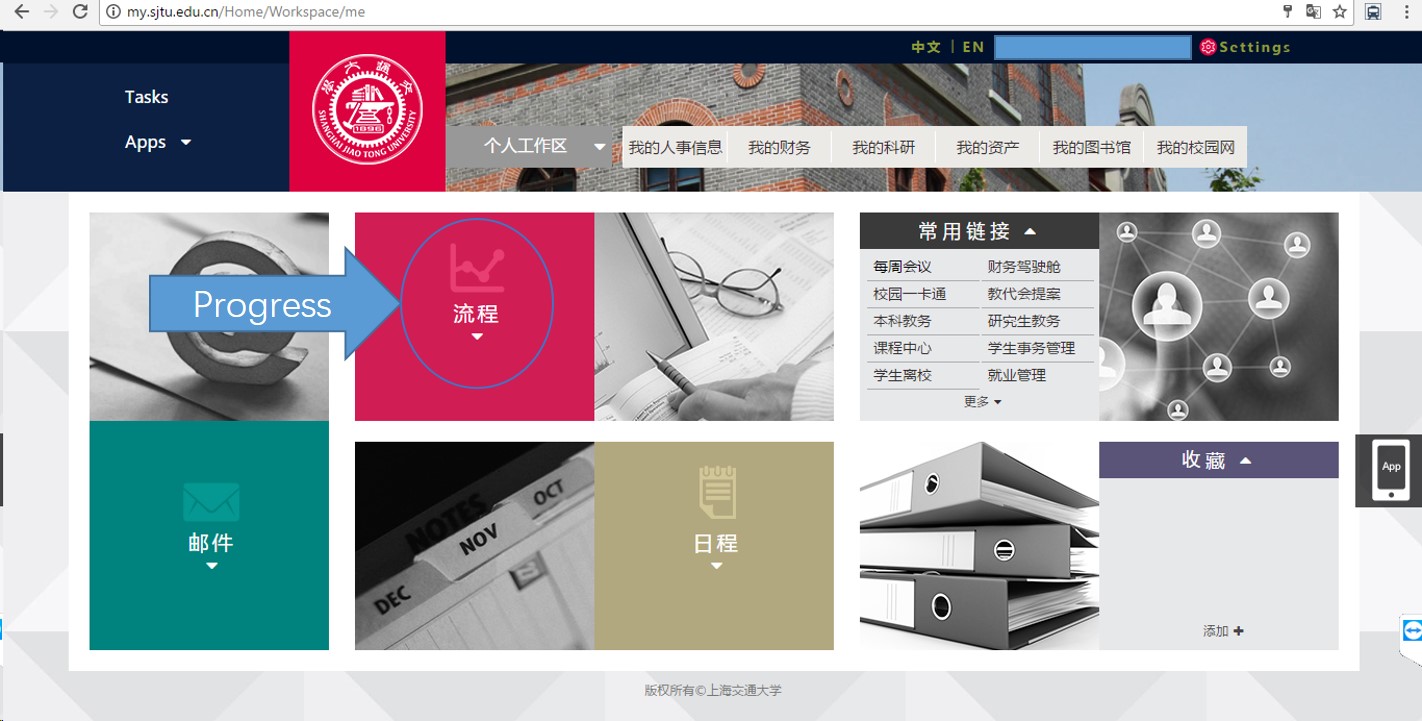 my.sjtu.edu.cn/Home/Workspace/me
中文 | EN
Settings
Tasks
Apps
SHANGHAI JIAO TONG UNIVERSITY
1896
个人工作区
我的人事信息
我的财务
我的科研
我的资产
我的图书馆
我的校园网
Progress
流程
常用链接
每周会议
财务驾驶舱
校园一卡通
教代会提案
本科教务
研究生教务
课程中心
学生事务管理
学生离校
就业管理
更多
App
邮件
NOTES
OCT
NOV
DEC
日程
收藏
添加
版权所有©上海交通大学